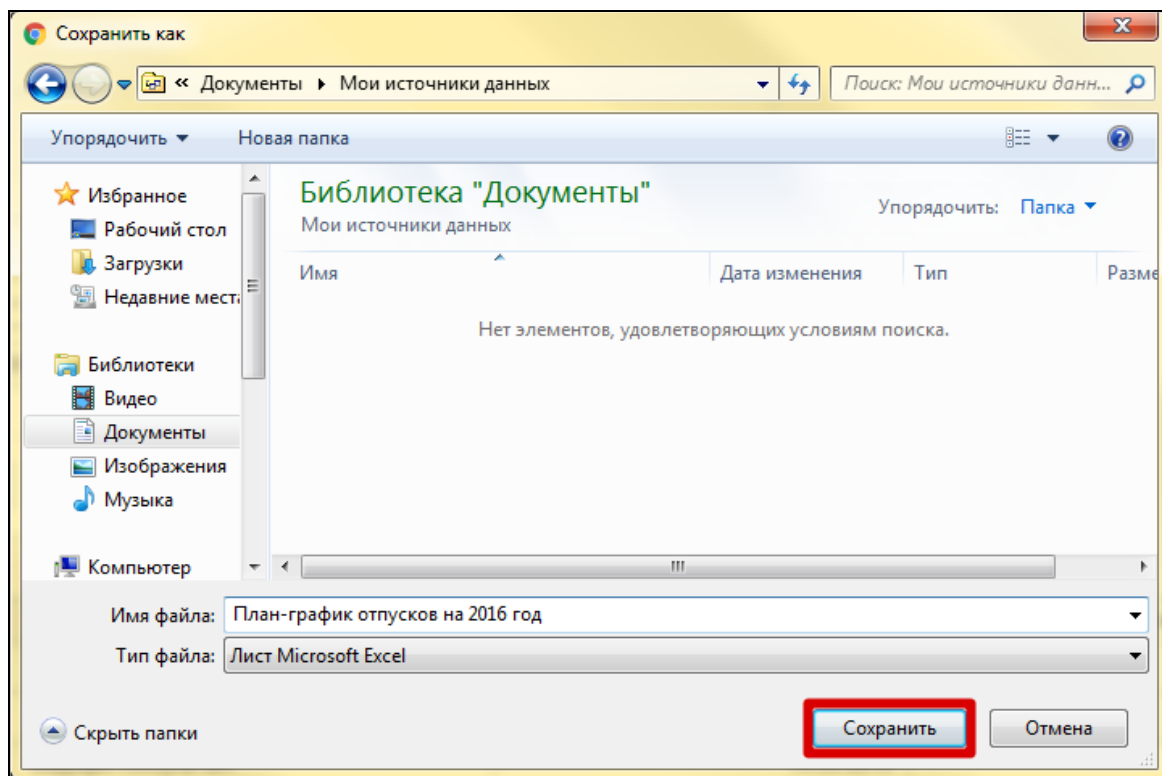 Сохранить как
« Документы Мои источники данных Поиск: Мои источники данн...
Упорядочить Новая папка
Избранное
Рабочий стол
Загрузки
Недавние места
Библиотеки
Видео
Документы
Изображения
Музыка
Компьютер
Библиотека "Документы"
Мои источники данных
Упорядочить: Папка
Имя Дата изменения Тип Разме
Нет элементов, удовлетворяющих условиям поиска.
Имя файла: План-график отпусков на 2016 год
Тип файла: Лист Microsoft Excel
Скрыть папки Сохранить Отмена